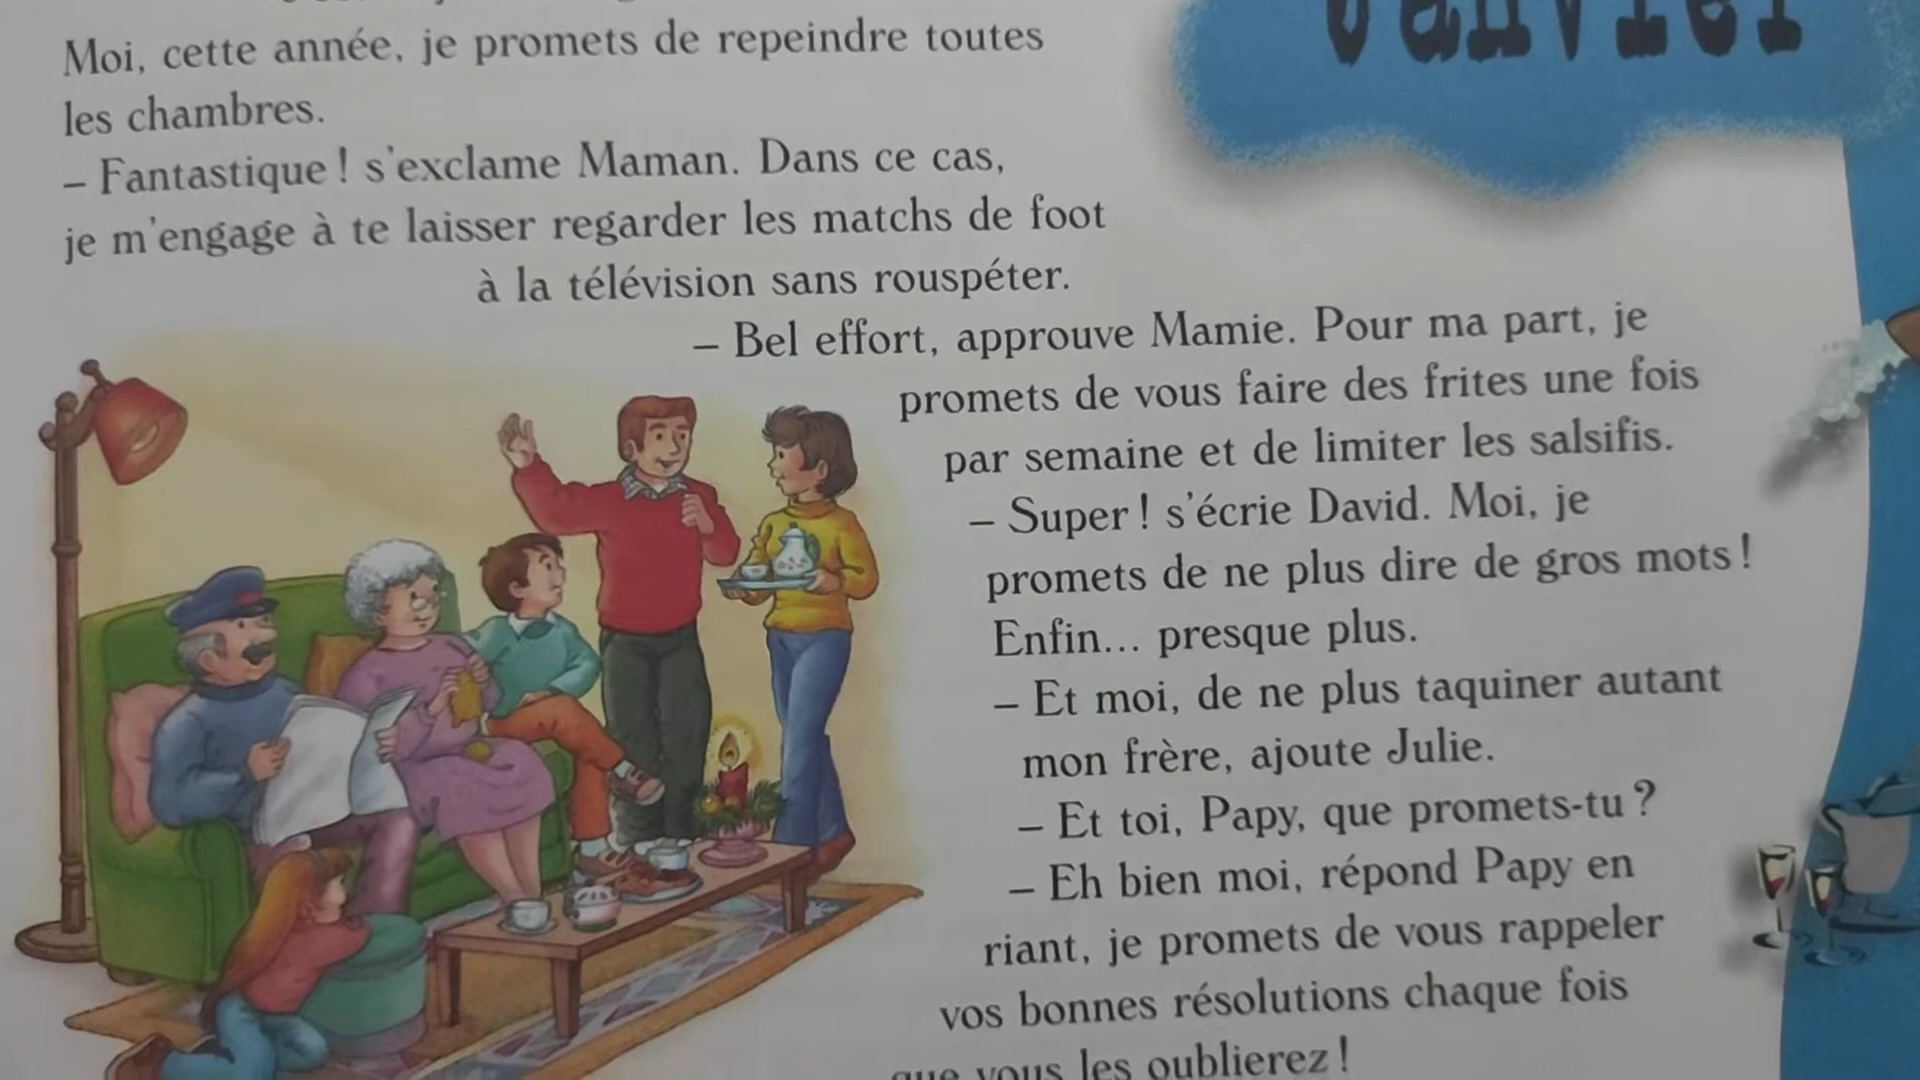 Janvier
Moi, cette année, je promets de repeindre toutes
les chambres.
– Fantastique ! s'exclame Maman. Dans ce cas,
je m'engage à te laisser regarder les matchs de foot
à la télévision sans rouspéter.
– Bel effort, approuve Mamie. Pour ma part, je
promets de vous faire des frites une fois
par semaine et de limiter les salsifis.
– Super ! s'écrie David. Moi, je
promets de ne plus dire de gros mots !
Enfin... presque plus.
– Et moi, de ne plus taquiner autant
mon frère, ajoute Julie.
– Et toi, Papy, que promets-tu ?
– Eh bien moi, répond Papy en
riant, je promets de vous rappeler
vos bonnes résolutions chaque fois
que vous les oublierez !